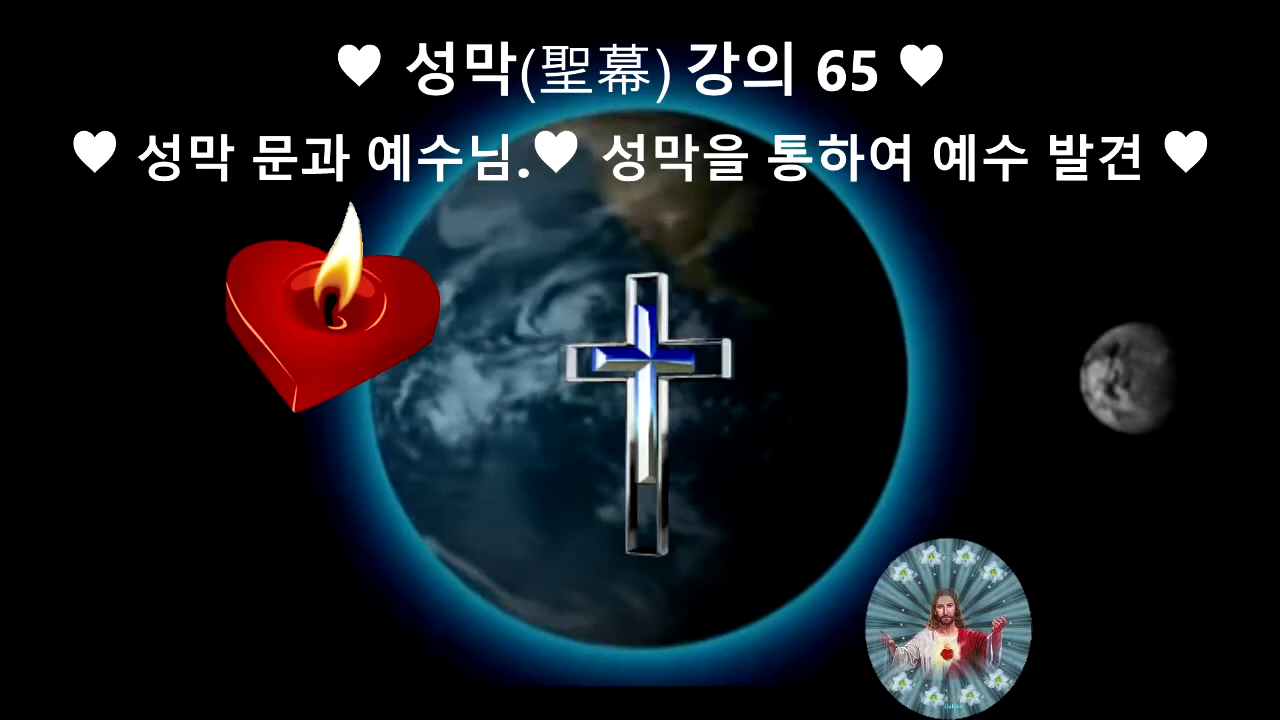 ♥ 성막(聖幕) 강의 65 ♥
♥ 성막 문과 예수님.♥ 성막을 통하여 예수 발견 ♥